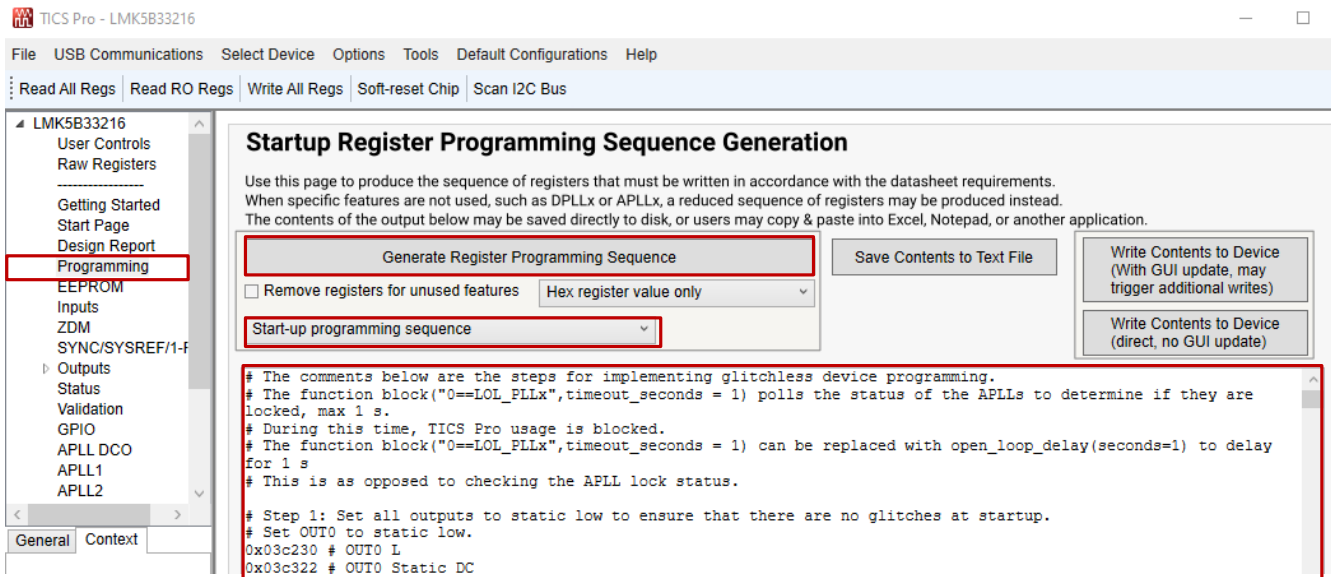 TICS Pro - LMK5B33216
File USB Communications Select Device Options Tools Default Configurations Help
Read All Regs Read RO Regs Write All Regs Soft-reset Chip Scan I2C Bus
LMK5B33216
User Controls
Raw Registers
-----------------
Getting Started
Start Page
Design Report
Programming
EEPROM
Inputs
ZDM
SYNC/SYSREF/1-F
Outputs
Status
Validation
GPIO
APLL DCO
APLL1
APLL2
General Context
Startup Register Programming Sequence Generation
Use this page to produce the sequence of registers that must be written in accordance with the datasheet requirements.
When specific features are not used, such as DPLLx or APLLx, a reduced sequence of registers may be produced instead.
The contents of the output below may be saved directly to disk, or users may copy & paste into Excel, Notepad, or another application.
Generate Register Programming Sequence
Remove registers for unused features
Hex register value only
Start-up programming sequence
Save Contents to Text File
Write Contents to Device
(With GUI update, may
trigger additional writes)
Write Contents to Device
(direct, no GUI update)
# The comments below are the steps for implementing glitchless device programming.
# The function block("0==LOL_PLLx",timeout_seconds = 1) polls the status of the APLLs to determine if they are
locked, max 1 s.
# During this time, TICS Pro usage is blocked.
# The function block("0==LOL_PLLx",timeout_seconds = 1) can be replaced with open_loop_delay(seconds=1) to delay
for 1 s
# This is as opposed to checking the APLL lock status.
# Step 1: Set all outputs to static low to ensure that there are no glitches at startup.
# Set OUT0 to static low.
0x03c230 # OUT0 L
0x03c322 # OUT0 Static DC